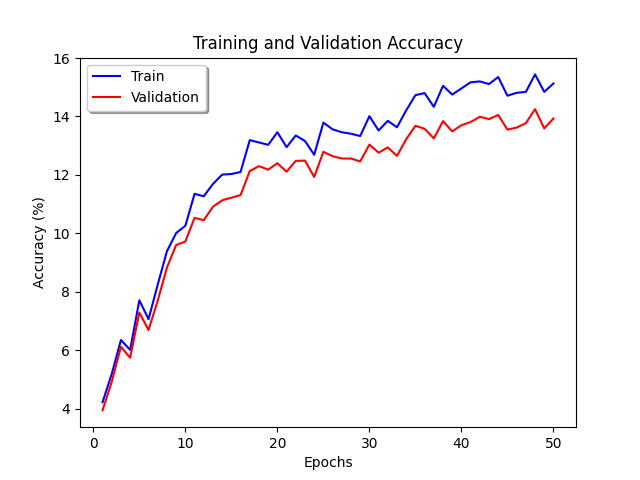 Training and Validation Accuracy
Train
Validation
Accuracy (%)
16
14
12
10
8
6
4
0
10
20
30
40
50
Epochs